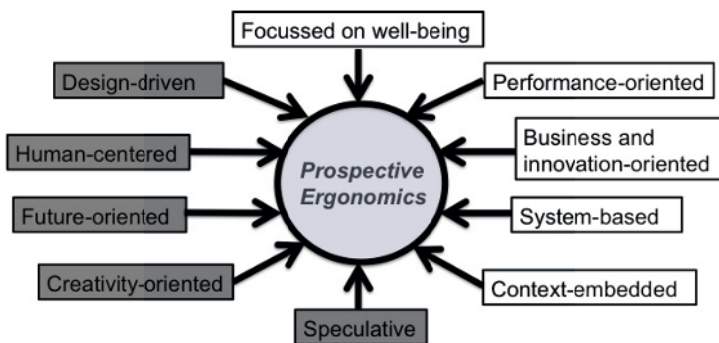 Focussed on well-being
Design-driven
Performance-oriented
Human-centered
Business and
innovation-oriented
Prospective
Ergonomics
Future-oriented
System-based
Creativity-oriented
Context-embedded
Speculative